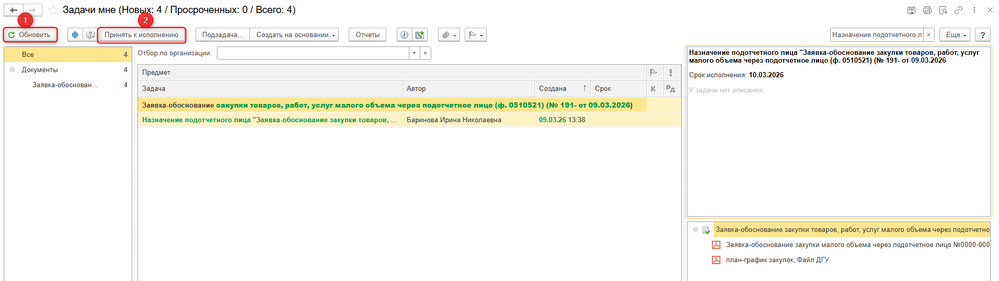 Задачи мне (Новых: 4 / Просроченных: 0 / Всего: 4)
1
2
Обновить
Принять к исполнению
Подзадача...
Создать на основании
Отчеты
Назначение подотчетного л
×
Еще
?
Все 4
Документы 4
Заявка-обоснован... 4
Отбор по организации:
Предмет
Задача Автор Создана ↑ Срок К Рд
Заявка-обоснование закупки товаров, работ, услуг малого объема через подотчетное лицо (ф. 0510521) (№ 191- от 09.03.2026)
Назначение подотчетного лица "Заявка-обоснование закупки товаров, ... Баринова Ирина Николаевна 09.03.26 13:38
Назначение подотчетного лица "Заявка-обоснование закупки товаров, работ, услуг
малого объема через подотчетное лицо (ф. 0510521) (№ 191- от 09.03.2026
Срок исполнения: 10.03.2026
У задачи нет описания.
Заявка-обоснование закупки товаров, работ, услуг малого объема через подотчетно
Заявка-обоснование закупки малого объема через подотчетное лицо №0000-000
план-график закупок, Файл ДГУ